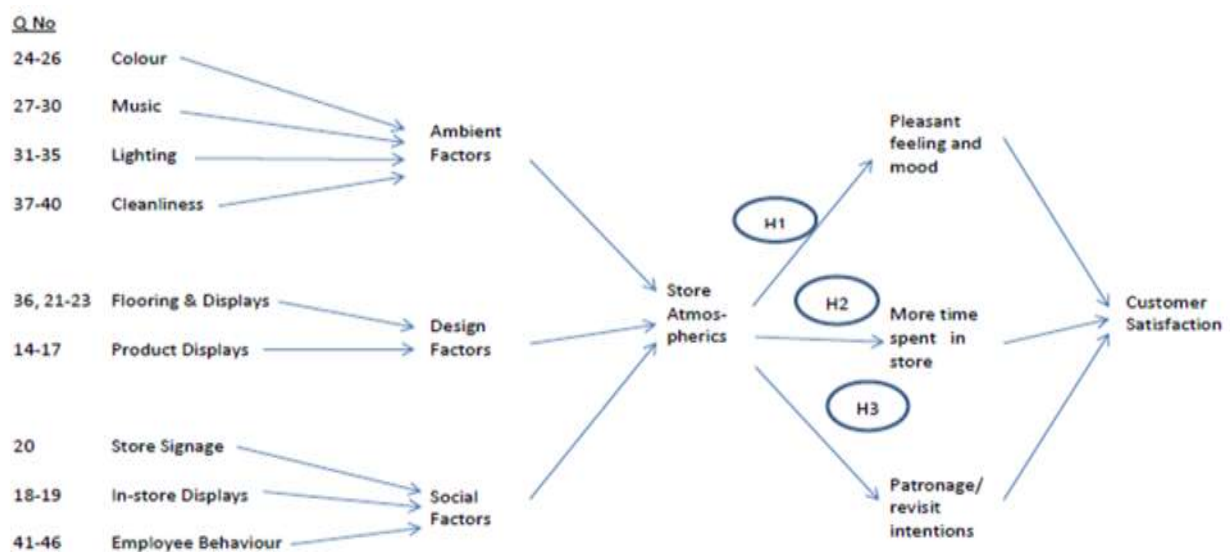 Q No
24-26 Colour
27-30 Music
31-35 Lighting
37-40 Cleanliness
36, 21-23 Flooring & Displays
14-17 Product Displays
20 Store Signage
18-19 In-store Displays
41-46 Employee Behaviour
Ambient
Factors
Design
Factors
Social
Factors
Store
Atmos-
pherics
H1
H2
H3
Pleasant
feeling and
mood
More time
spent in
store
Patronage/
revisit
intentions
Customer
Satisfaction